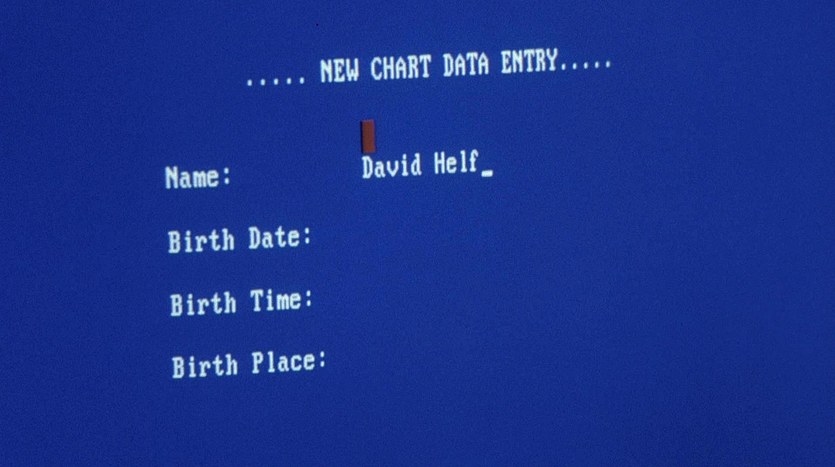 ..... NEW CHART DATA ENTRY.....
Name: David Helf_
Birth Date:
Birth Time:
Birth Place: